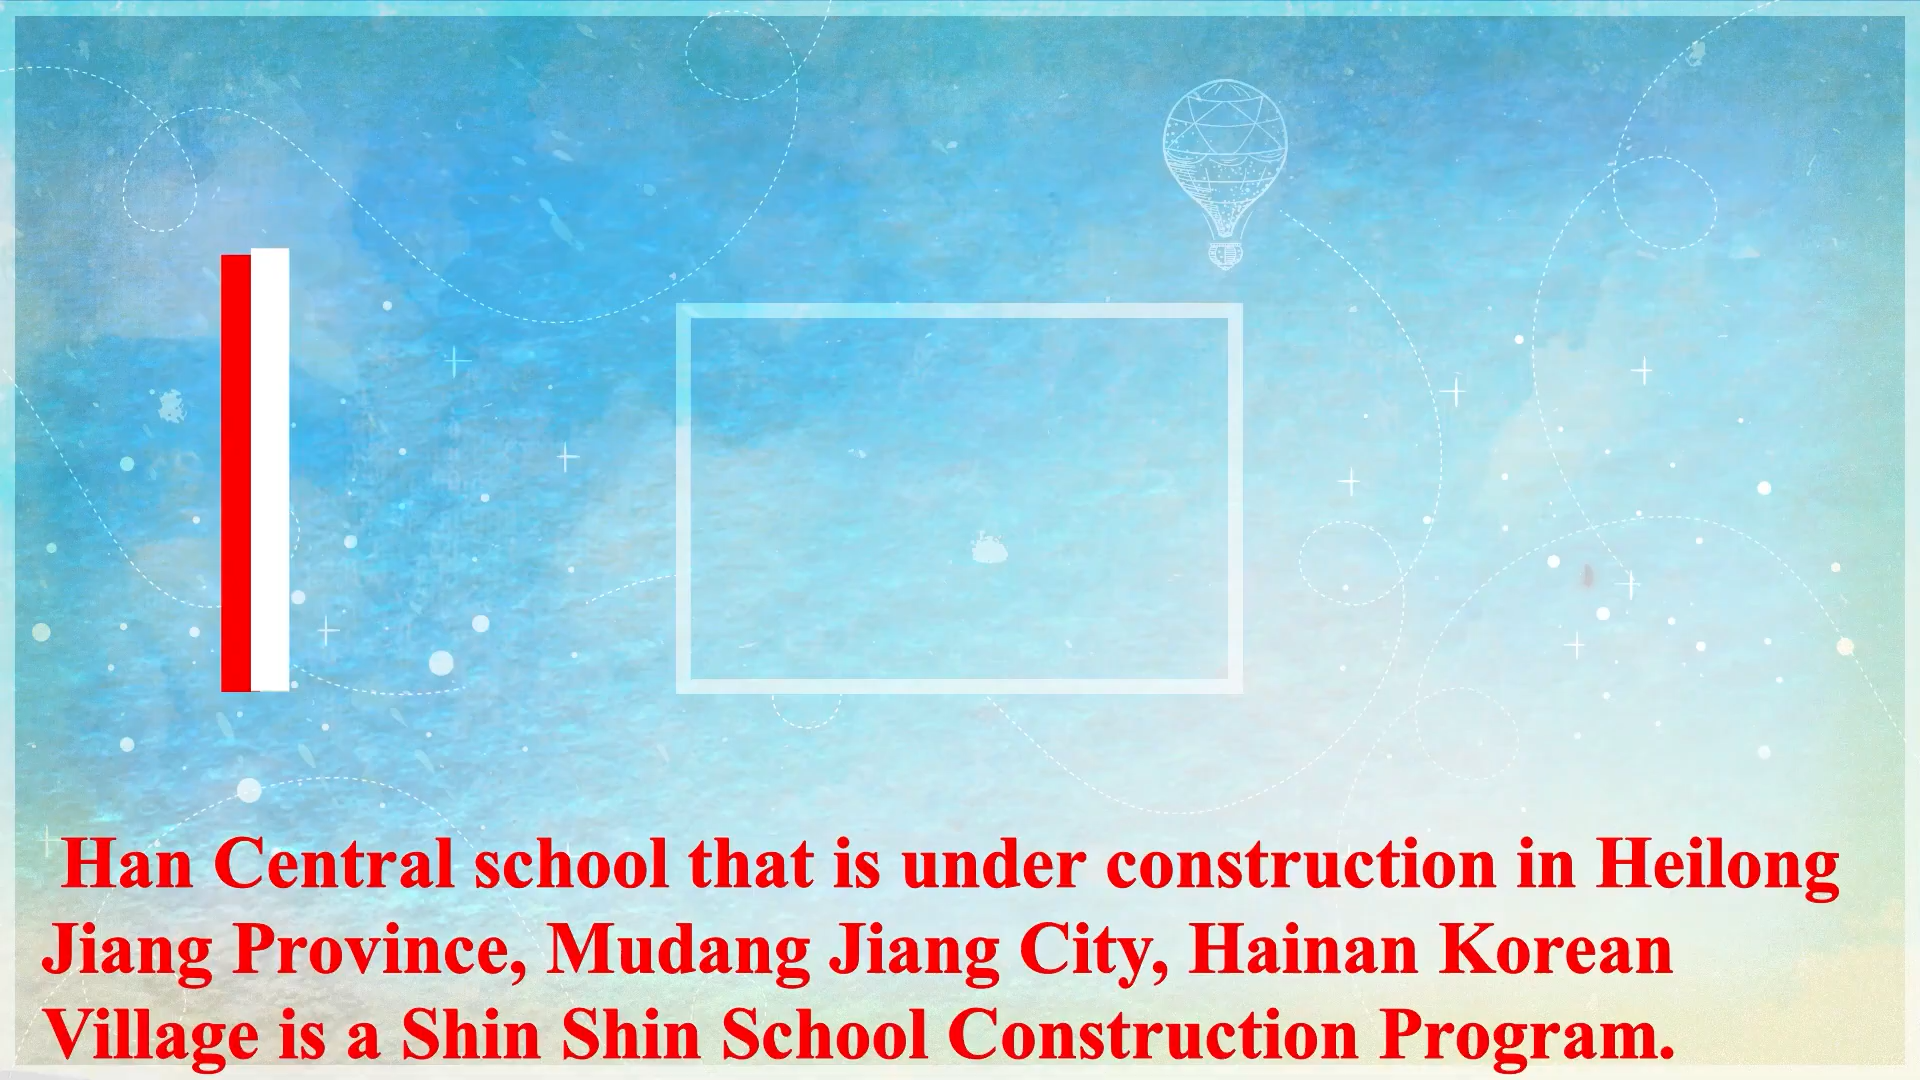 Han Central school that is under construction in Heilong
Jiang Province, Mudang Jiang City, Hainan Korean
Village is a Shin Shin School Construction Program.